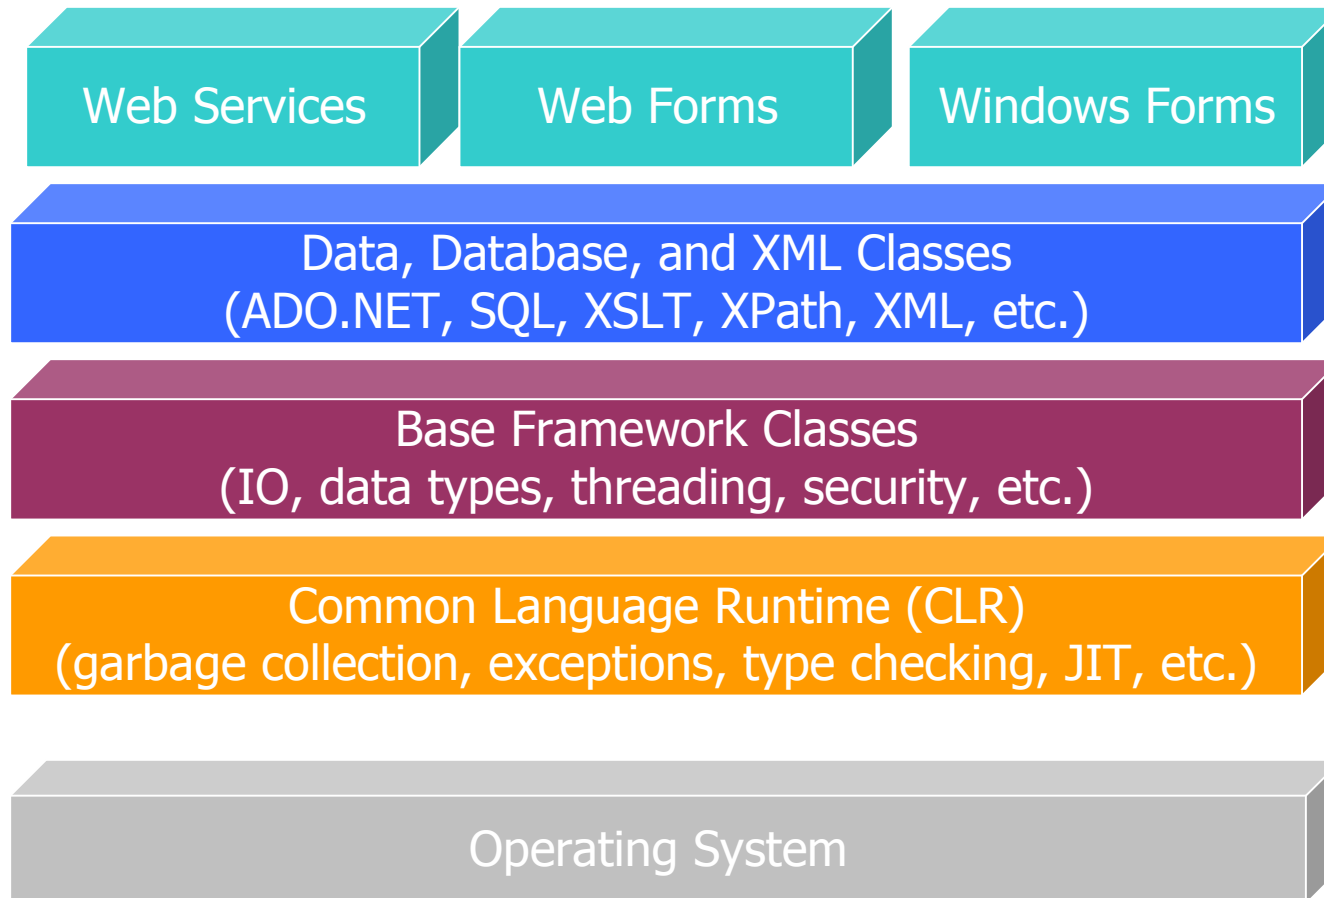 Web Services
Web Forms
Windows Forms
Data, Database, and XML Classes
(ADO.NET, SQL, XSLT, XPath, XML, etc.)
Base Framework Classes
(IO, data types, threading, security, etc.)
Common Language Runtime (CLR)
(garbage collection, exceptions, type checking, JIT, etc.)
Operating System